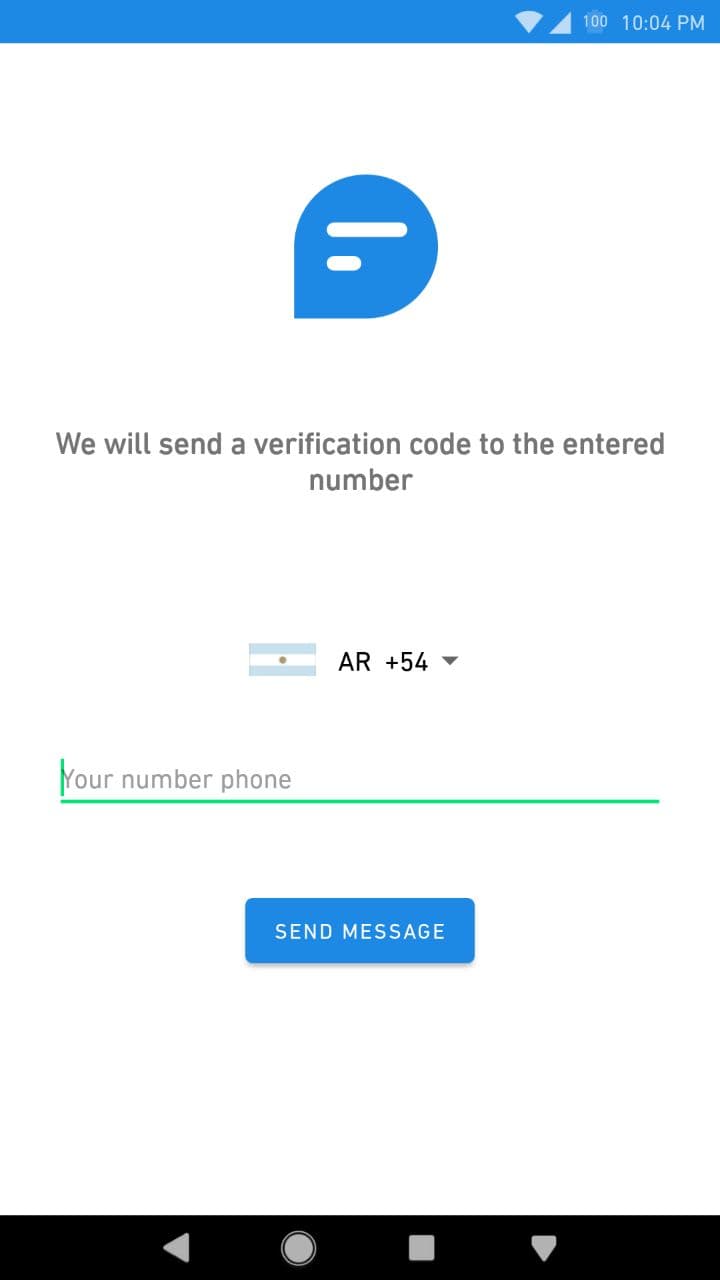 100 10:04 PM
We will send a verification code to the entered
number
AR +54
Your number phone
SEND MESSAGE